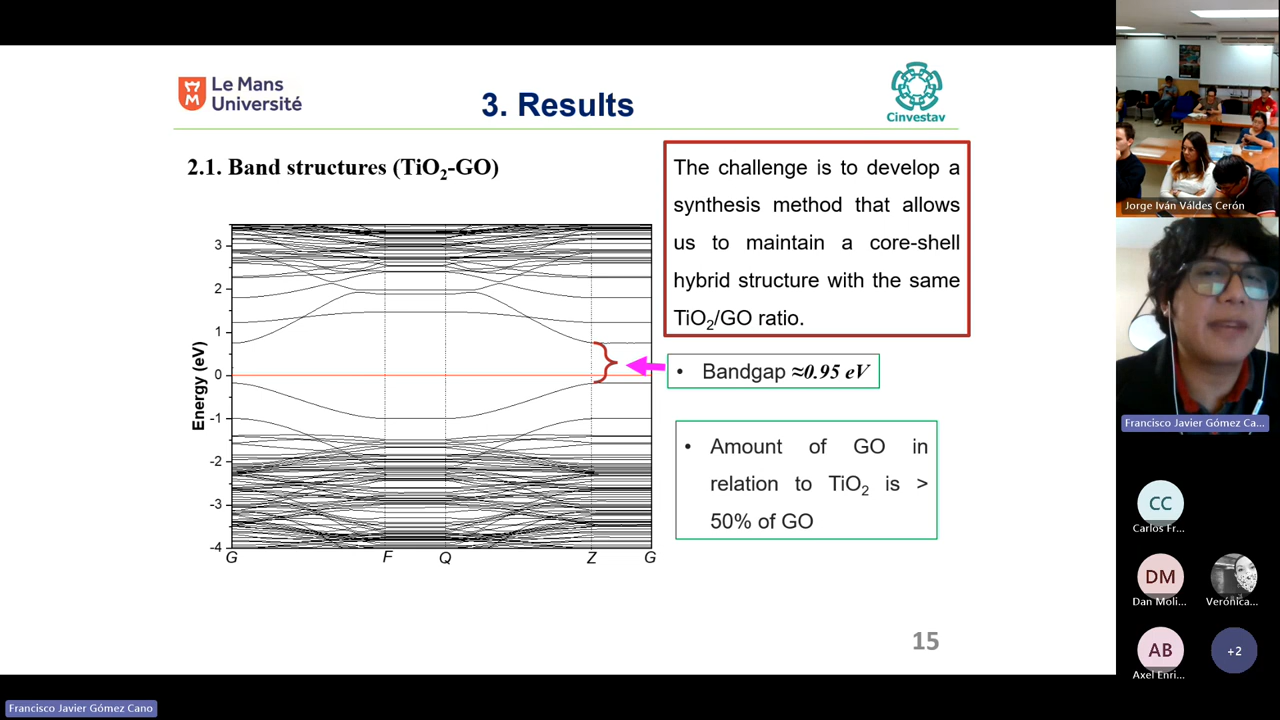 Le Mans
Université
3. Results
Cinvestav
2.1. Band structures (TiO₂-GO)
The challenge is to develop a
synthesis method that allows
us to maintain a core-shell
hybrid structure with the same
TiO₂/GO ratio.
• Bandgap ≈0.95 eV
• Amount of GO in
relation to TiO₂ is >
50% of GO
Energy (eV)
3
2
1
0
-1
-2
-3
-4
G F Q Z G
15
Jorge Iván Váldes Cerón
Francisco Javier Gómez Ca...
CC
Carlos Fr...
DM
Dan Moli...
Verónica...
AB
Axel Enri...
+2
Francisco Javier Gómez Cano